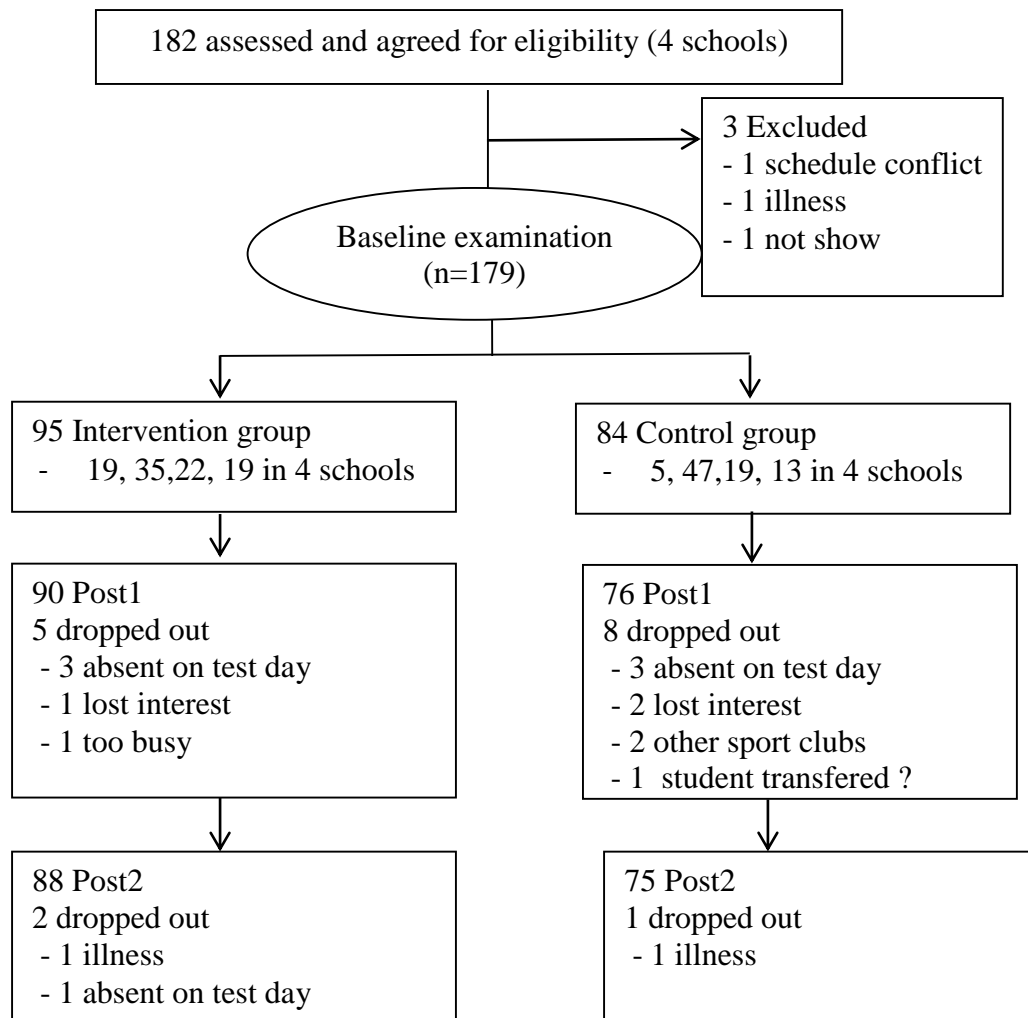 182 assessed and agreed for eligibility (4 schools)
3 Excluded
- 1 schedule conflict
- 1 illness
- 1 not show
Baseline examination
(n=179)
95 Intervention group
- 19, 35,22, 19 in 4 schools
84 Control group
- 5, 47,19, 13 in 4 schools
90 Post1
5 dropped out
- 3 absent on test day
- 1 lost interest
- 1 too busy
76 Post1
8 dropped out
- 3 absent on test day
- 2 lost interest
- 2 other sport clubs
- 1 student transfered ?
88 Post2
2 dropped out
- 1 illness
- 1 absent on test day
75 Post2
1 dropped out
- 1 illness